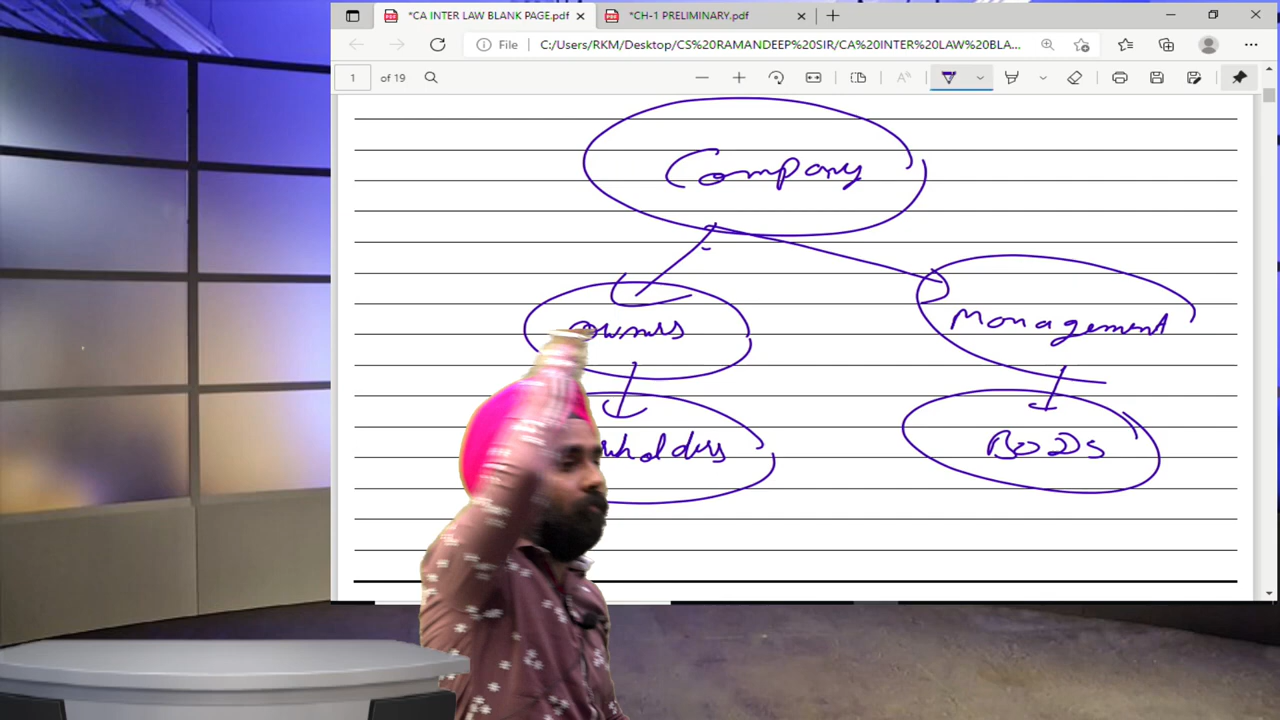 *CA INTER LAW BLANK PAGE.pdf
*CH-1 PRELIMINARY.pdf
File C:/Users/RKM/Desktop/CS%20RAMANDEEP%20SIR/CA%20INTER%20LAW%20BLA...
1 of 19
Company
owners
Management
holders
BODs